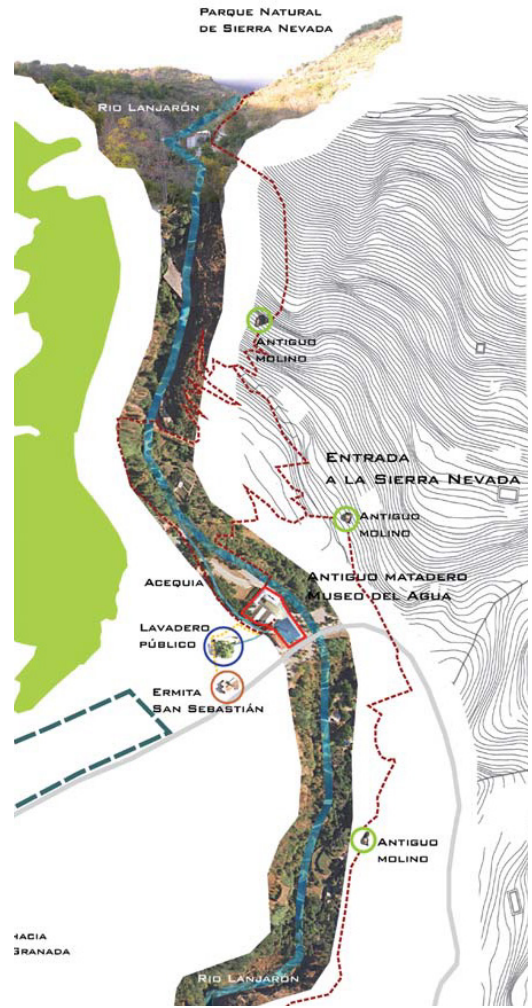 PARQUE NATURAL
DE SIERRA NEVADA
RIO LANJARÓN
ANTIGUO
MOLINO
ENTRADA
A LA SIERRA NEVADA
ANTIGUO
MOLINO
ACEQUIA
ANTIGUO MATADERO
MUSEO DEL AGUA
LAVADERO
PÚBLICO
ERMITA
SAN SEBASTIÁN
ANTIGUO
MOLINO
HACIA
GRANADA
RIO LANJARÓN